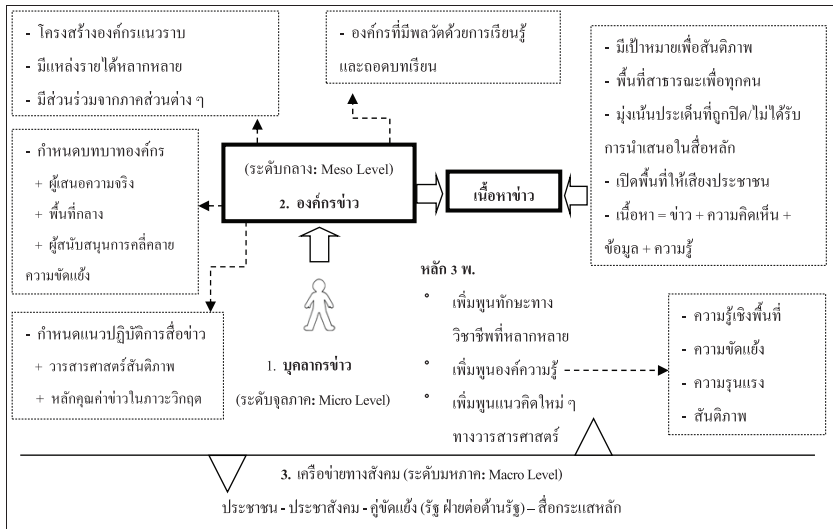 - โครงสร้างองค์กรแนวราบ
- มีแหล่งรายได้หลากหลาย
- มีส่วนร่วมจากภาคส่วนต่าง ๆ
- องค์กรที่มีพลวัตด้วยการเรียนรู้
และถอดบทเรียน
- มีเป้าหมายเพื่อสันติภาพ
- พื้นที่สาธารณะเพื่อทุกคน
- มุ่งเน้นประเด็นที่ถูกปิด/ไม่ได้รับ
การนำเสนอในสื่อหลัก
- เปิดพื้นที่ให้เสียงประชาชน
- เนื้อหา = ข่าว + ความคิดเห็น +
ข้อมูล + ความรู้
- กำหนดบทบาทองค์กร
+ ผู้เสนอความจริง
+ พื้นที่กลาง
+ ผู้สนับสนุนการคลี่คลาย
ความขัดแย้ง
(ระดับกลาง: Meso Level)
2. องค์กรข่าว
เนื้อหาข่าว
- กำหนดแนวปฏิบัติการสื่อข่าว
+ วารสารศาสตร์สันติภาพ
+ หลักคุณค่าข่าวในภาวะวิกฤต
1. บุคลากรข่าว
(ระดับจุลภาค: Micro Level)
หลัก 3 พ.
° เพิ่มพูนทักษะทาง
วิชาชีพที่หลากหลาย
° เพิ่มพูนองค์ความรู้
° เพิ่มพูนแนวคิดใหม่ ๆ
ทางวารสารศาสตร์
- ความรู้เชิงพื้นที่
- ความขัดแย้ง
- ความรุนแรง
- สันติภาพ
3. เครือข่ายทางสังคม (ระดับมหภาค: Macro Level)
ประชาชน - ประชาสังคม - คู่ขัดแย้ง (รัฐ ฝ่ายต่อต้านรัฐ) – สื่อกระแสหลัก